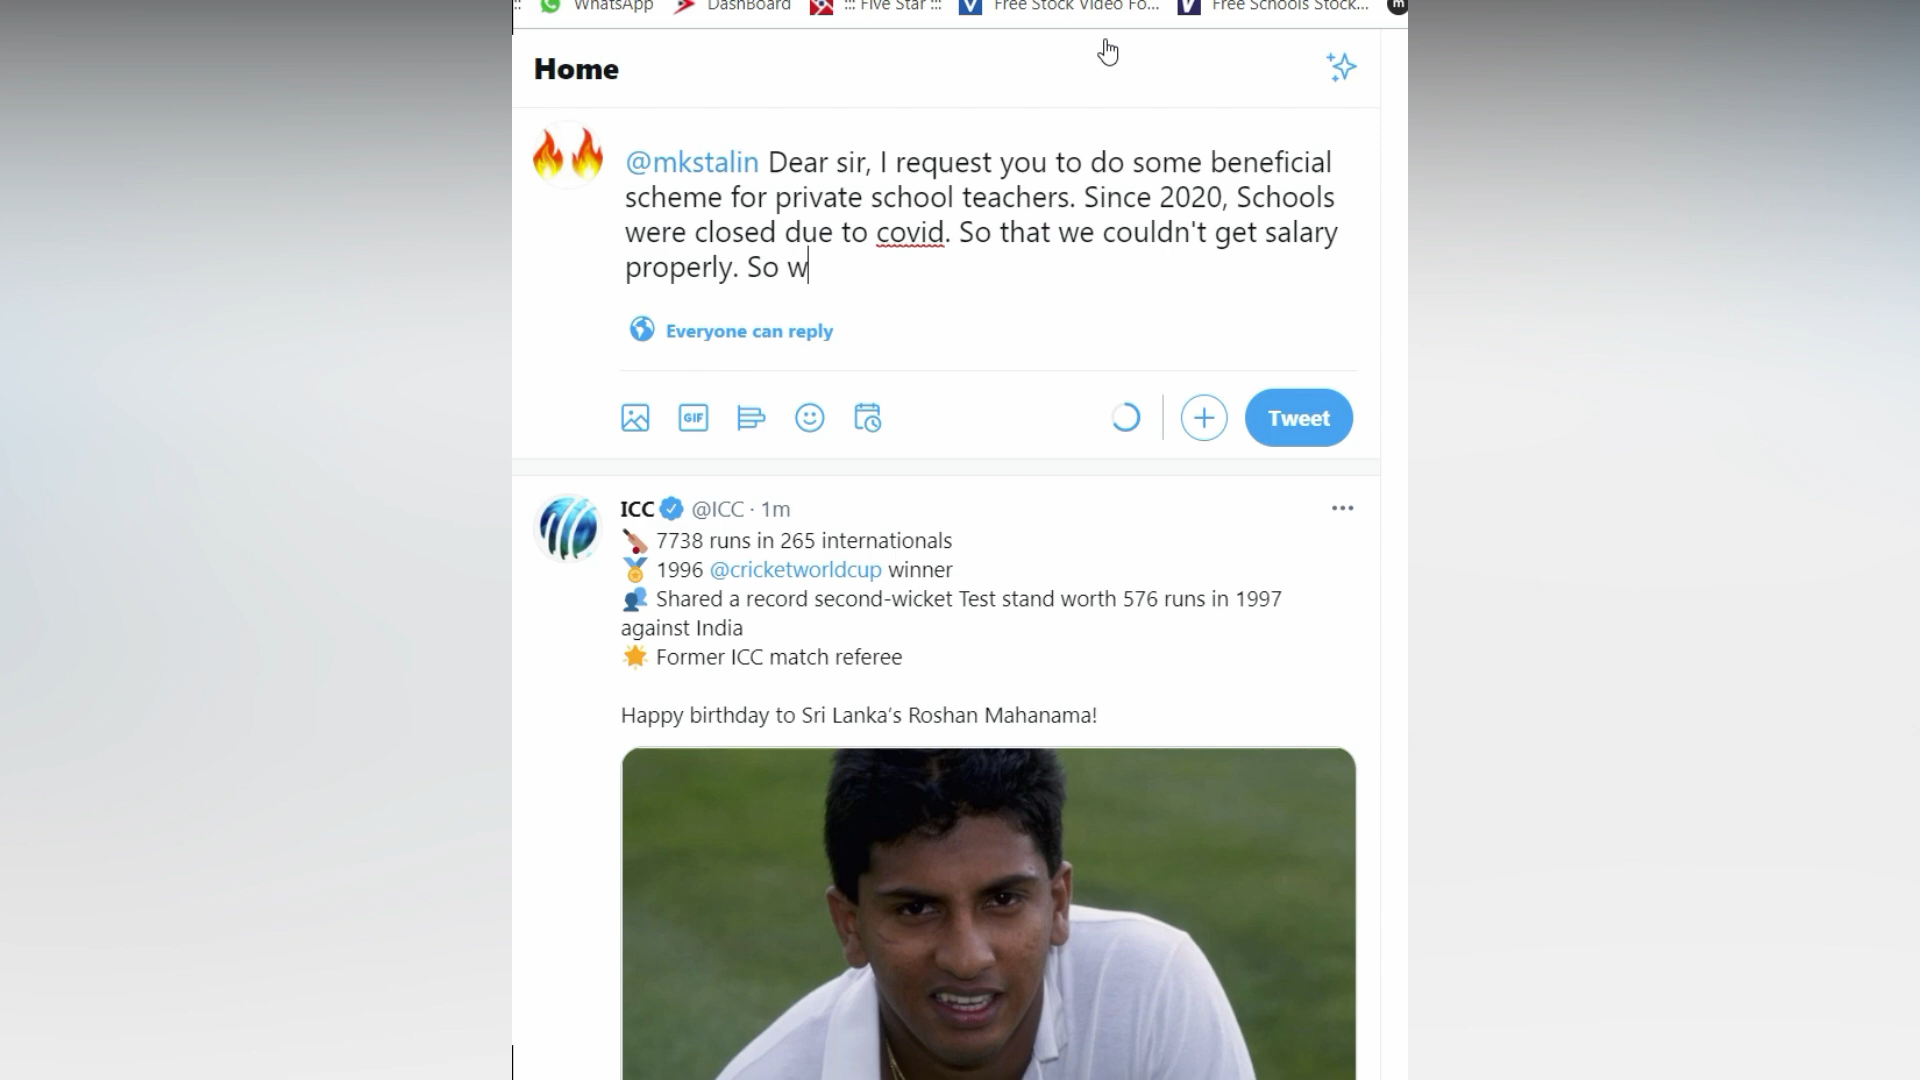 WhatsApp DashBoard ::: Five Star ::: Free Stock Video Fo... Free Schools Stock... m
Home
@mkstalin Dear sir, I request you to do some beneficial
scheme for private school teachers. Since 2020, Schools
were closed due to covid. So that we couldn't get salary
properly. So w
Everyone can reply
GIF
Tweet
ICC @ICC · 1m
7738 runs in 265 internationals
1996 @cricketworldcup winner
Shared a record second-wicket Test stand worth 576 runs in 1997
against India
Former ICC match referee
Happy birthday to Sri Lanka's Roshan Mahanama!